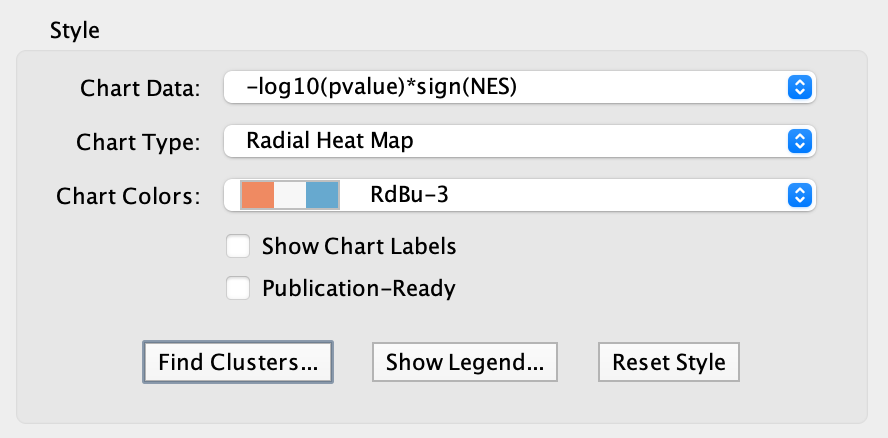 Style
Chart Data: -log10(pvalue)*sign(NES)
Chart Type: Radial Heat Map
Chart Colors: RdBu-3
Show Chart Labels
Publication-Ready
Find Clusters... Show Legend... Reset Style